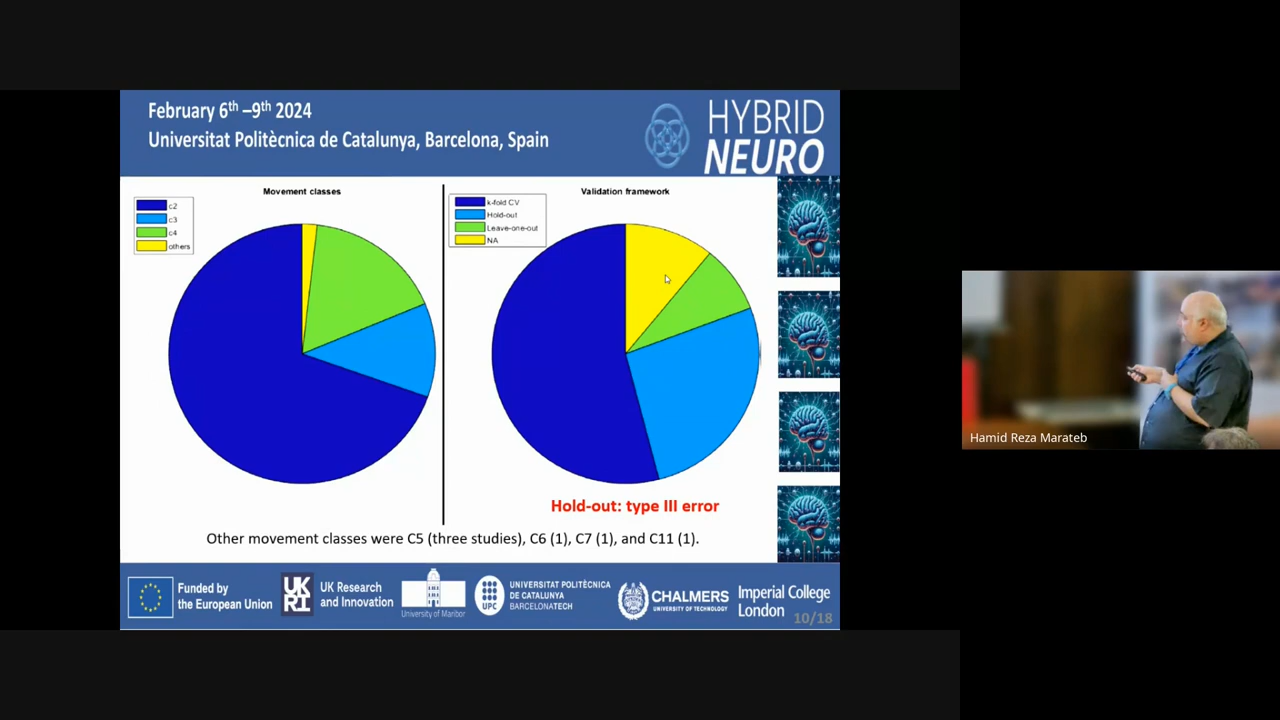 February 6th –9th 2024
Universitat Politècnica de Catalunya, Barcelona, Spain
HYBRID
NEURO
Movement classes
c2
c3
c4
others
Validation framework
k-fold CV
Hold-out
Leave-one-out
NA
Hold-out: type III error
Other movement classes were C5 (three studies), C6 (1), C7 (1), and C11 (1).
Funded by
the European Union
UK
RI
UK Research
and Innovation
University of Maribor
UPC
UNIVERSITAT POLITÈCNICA
DE CATALUNYA
BARCELONATECH
CHALMERS
UNIVERSITY OF TECHNOLOGY
Imperial College
London
10/18
Hamid Reza Marateb